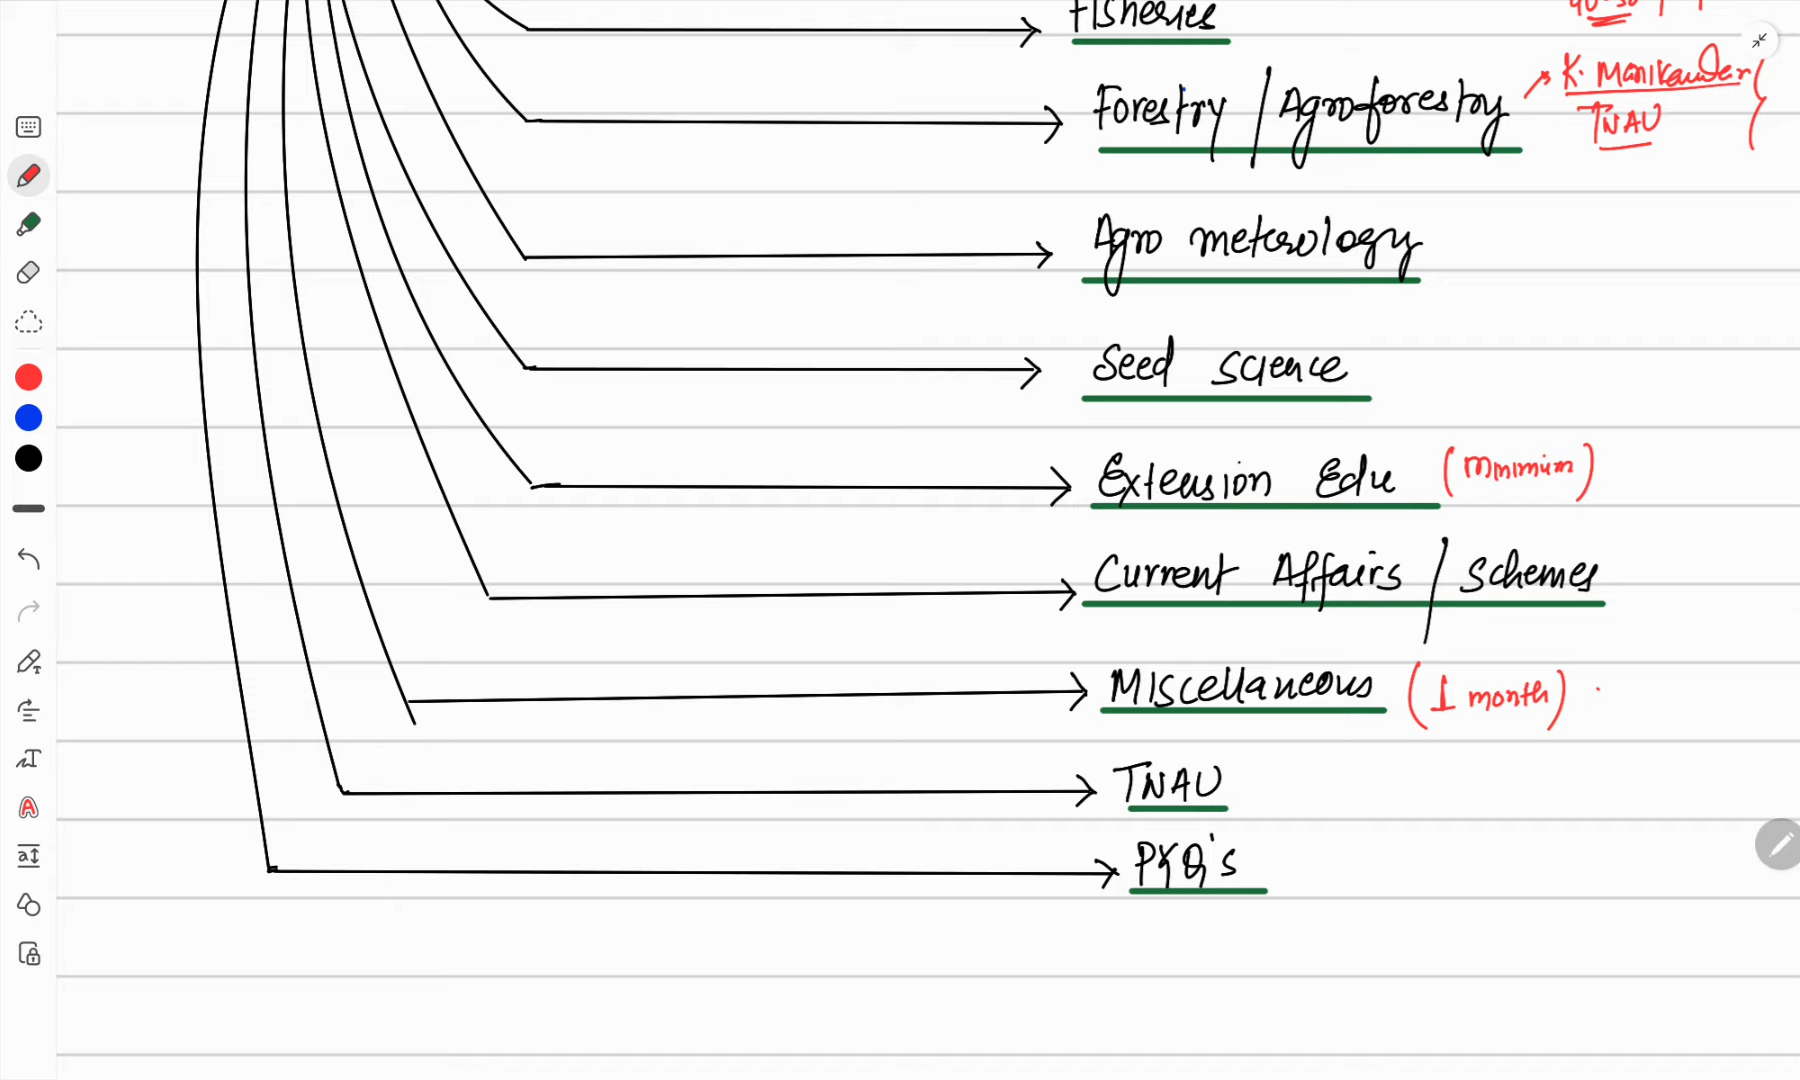 Fisheries
Forestry / Agroforestry
K. Manikandan
TNAU
Agro meterology
Seed science
Extension Edu (Minimum)
Current Affairs / schemes
Miscellaneous (1 month)
TNAU
PYQ's